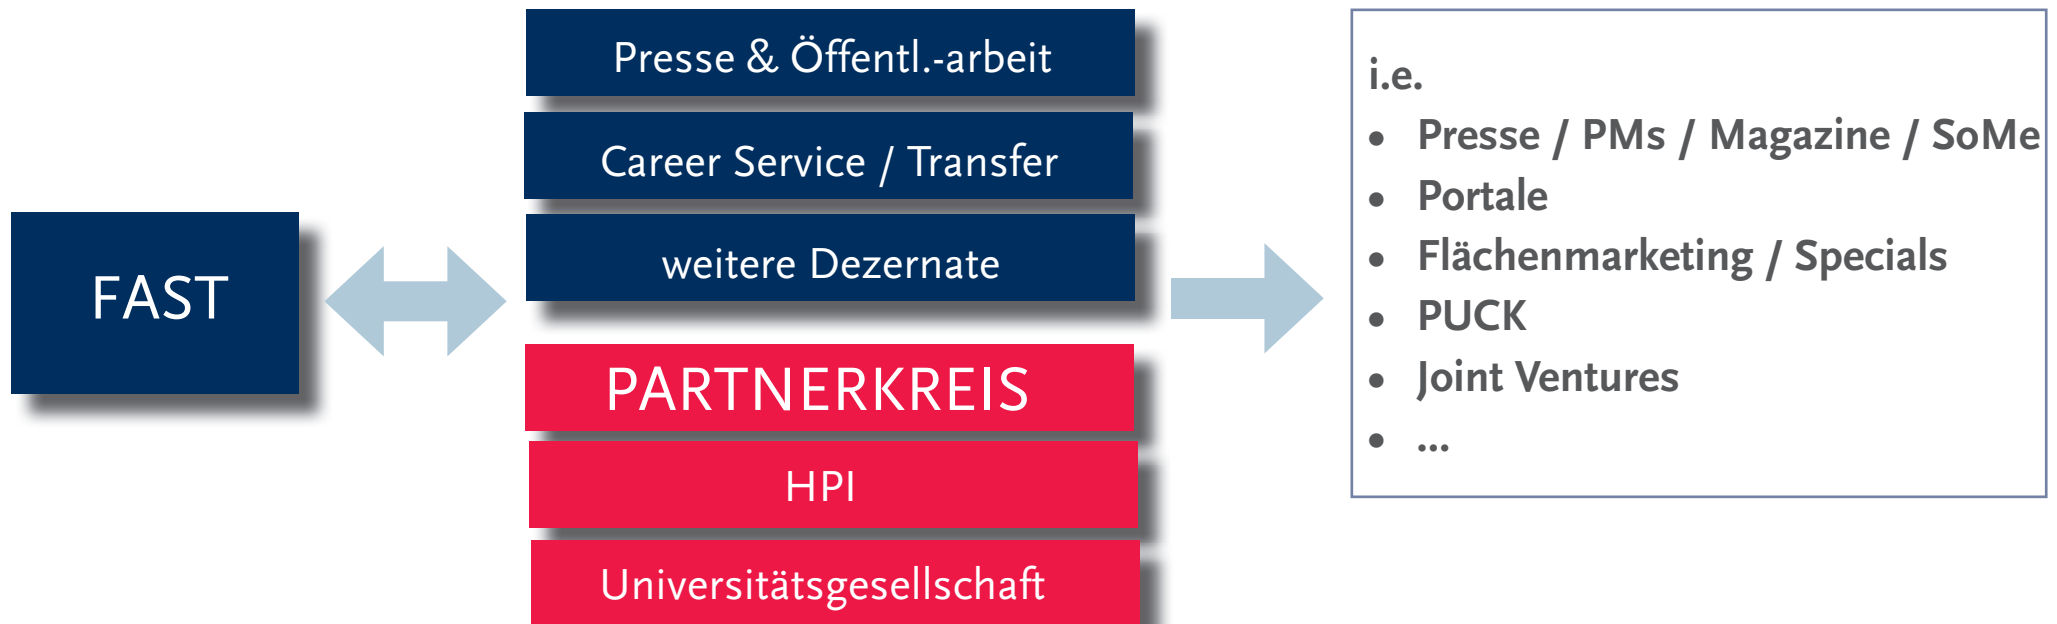 FAST
Presse & Öffentl.-arbeit
Career Service / Transfer
weitere Dezernate
PARTNERKREIS
HPI
Universitätsgesellschaft
i.e.
• Presse / PMs / Magazine / SoMe
• Portale
• Flächenmarketing / Specials
• PUCK
• Joint Ventures
• ...